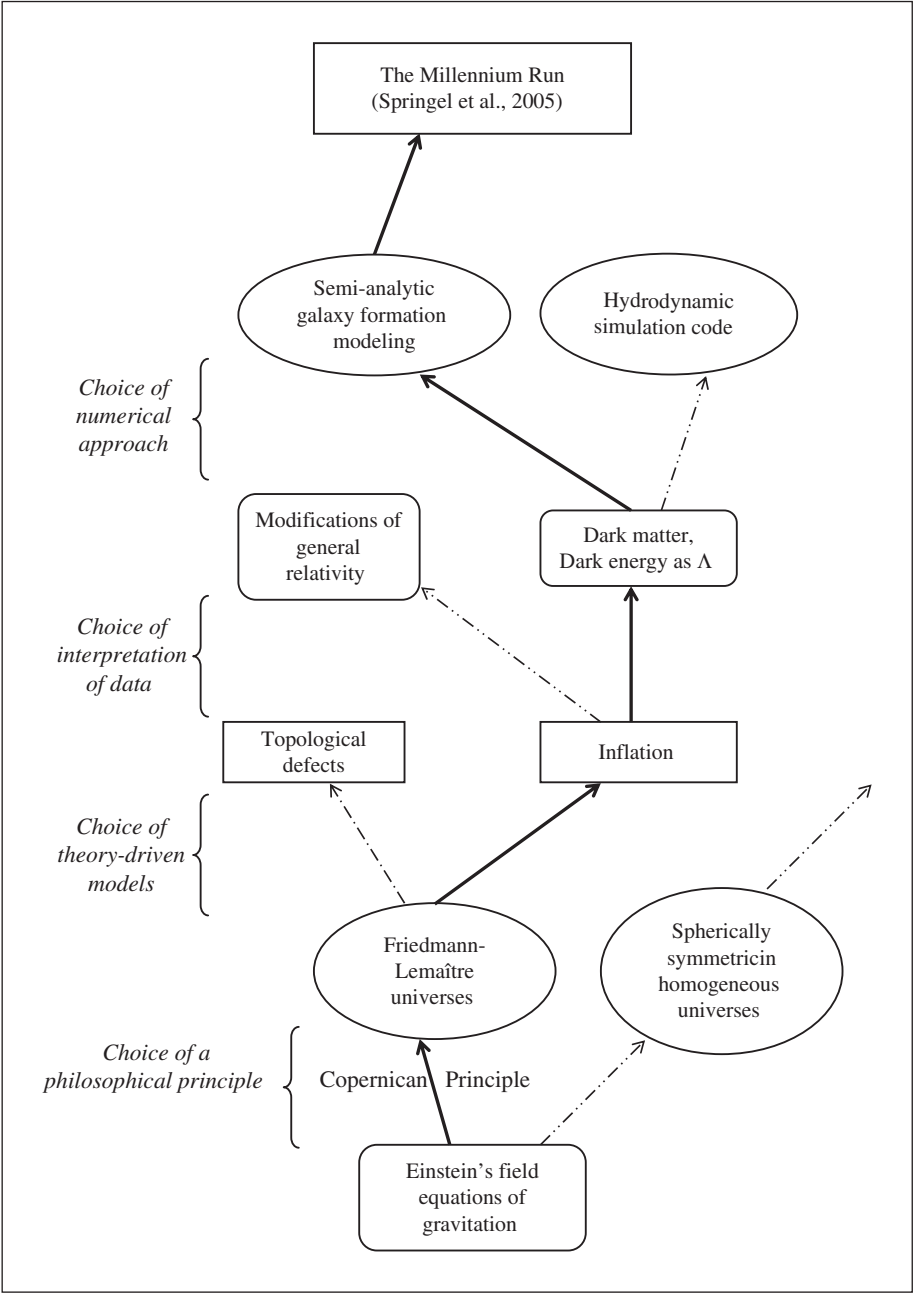 The Millennium Run
(Springel et al., 2005)
Semi-analytic
galaxy formation
modeling
Hydrodynamic
simulation code
Choice of
numerical
approach
Modifications of
general
relativity
Dark matter,
Dark energy as Λ
Choice of
interpretation
of data
Topological
defects
Inflation
Choice of
theory-driven
models
Friedmann-
Lemaître
universes
Spherically
symmetricin
homogeneous
universes
Choice of a
philosophical principle
Copernican Principle
Einstein's field
equations of
gravitation